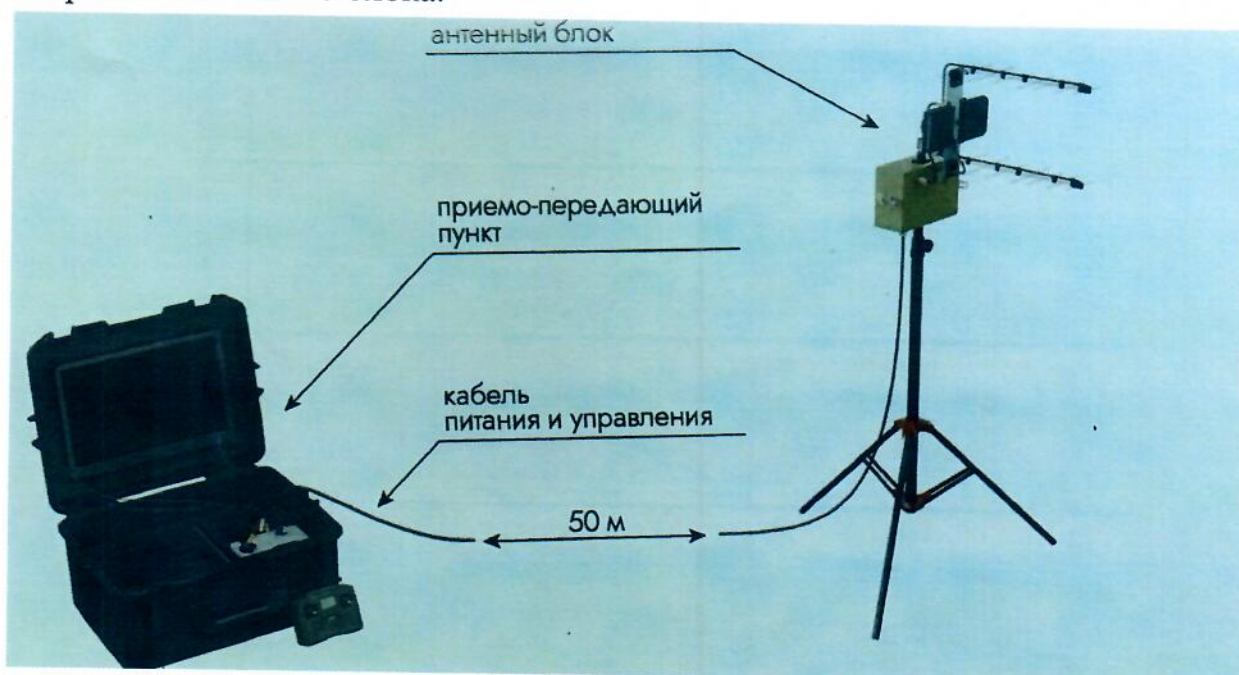 антенный блок
приемо-передающий
пункт
кабель
питания и управления
50 м